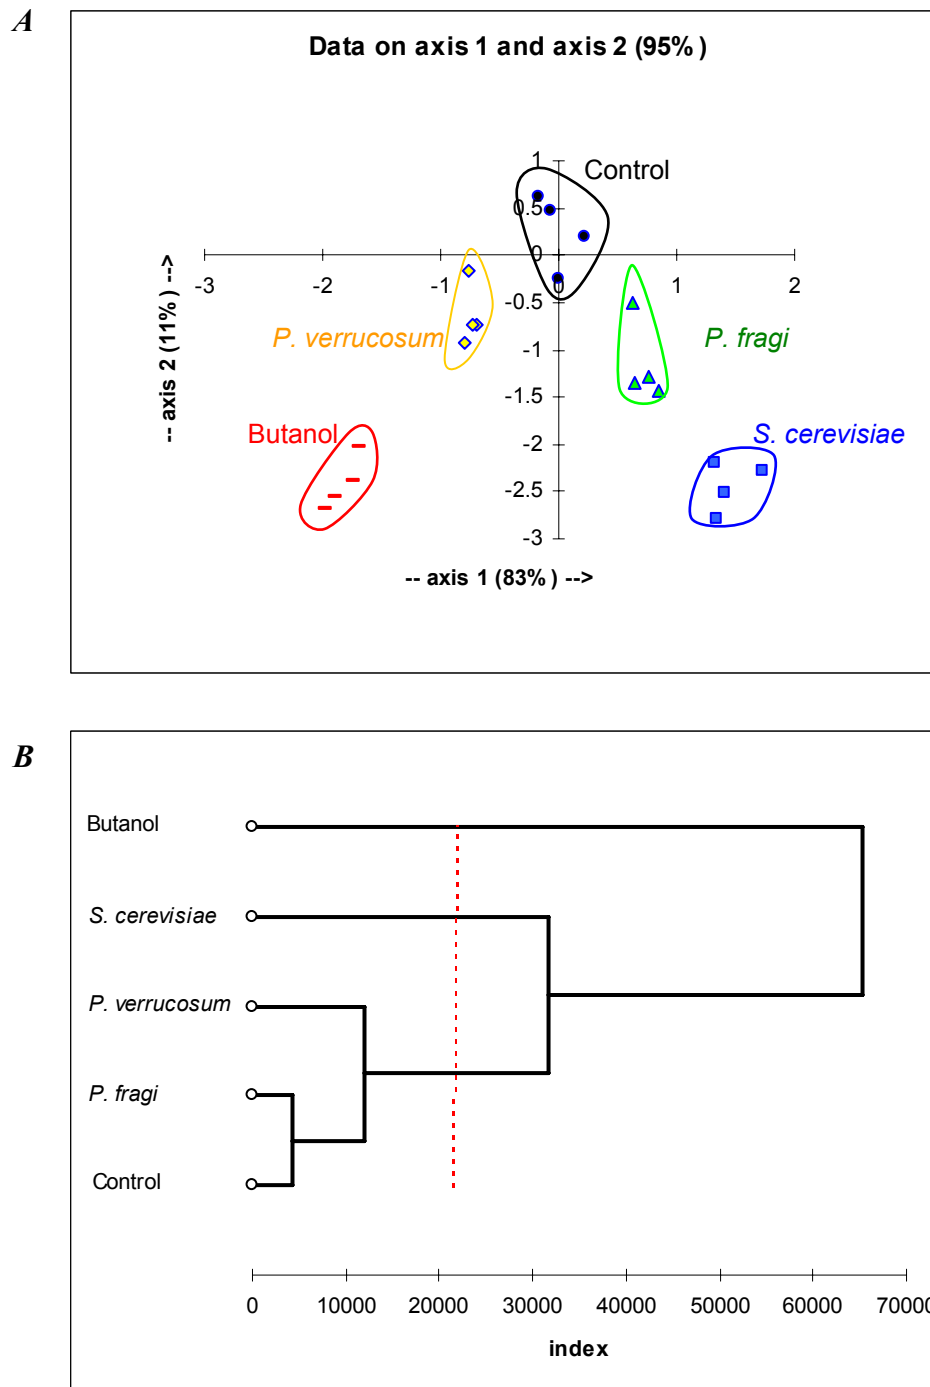 A
Data on axis 1 and axis 2 (95% )
Control
1
0.5
0
-0.5
-1
-1.5
-2
-2.5
-3
-3 -2 -1 0 1 2
-- axis 2 (11% ) -->
P. verrucosum
P. fragi
Butanol
S. cerevisiae
-- axis 1 (83% ) -->
B
Butanol
S. cerevisiae
P. verrucosum
P. fragi
Control
0 10000 20000 30000 40000 50000 60000 70000
index